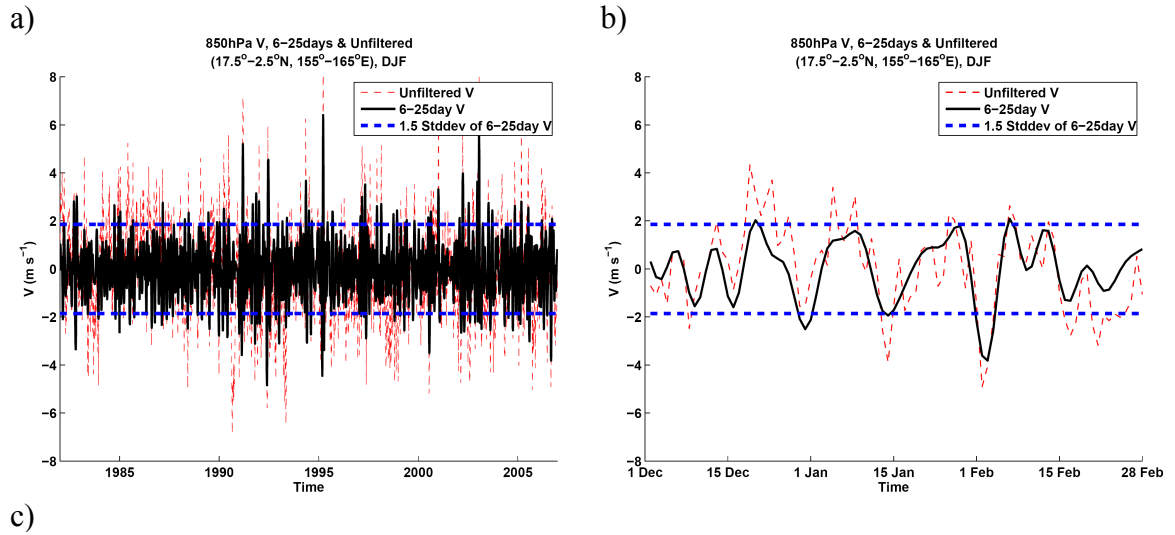 a)
850hPa V, 6−25days & Unfiltered
(17.5°−2.5°N, 155°−165°E), DJF
Unfiltered V
6−25day V
1.5 Stddev of 6−25day V
8
6
4
2
0
−2
−4
−6
−8
V (m s⁻¹)
1985 1990 1995 2000 2005
Time
b)
850hPa V, 6−25days & Unfiltered
(17.5°−2.5°N, 155°−165°E), DJF
Unfiltered V
6−25day V
1.5 Stddev of 6−25day V
8
6
4
2
0
−2
−4
−6
−8
V (m s⁻¹)
1 Dec 15 Dec 1 Jan 15 Jan 1 Feb 15 Feb 28 Feb
Time
c)